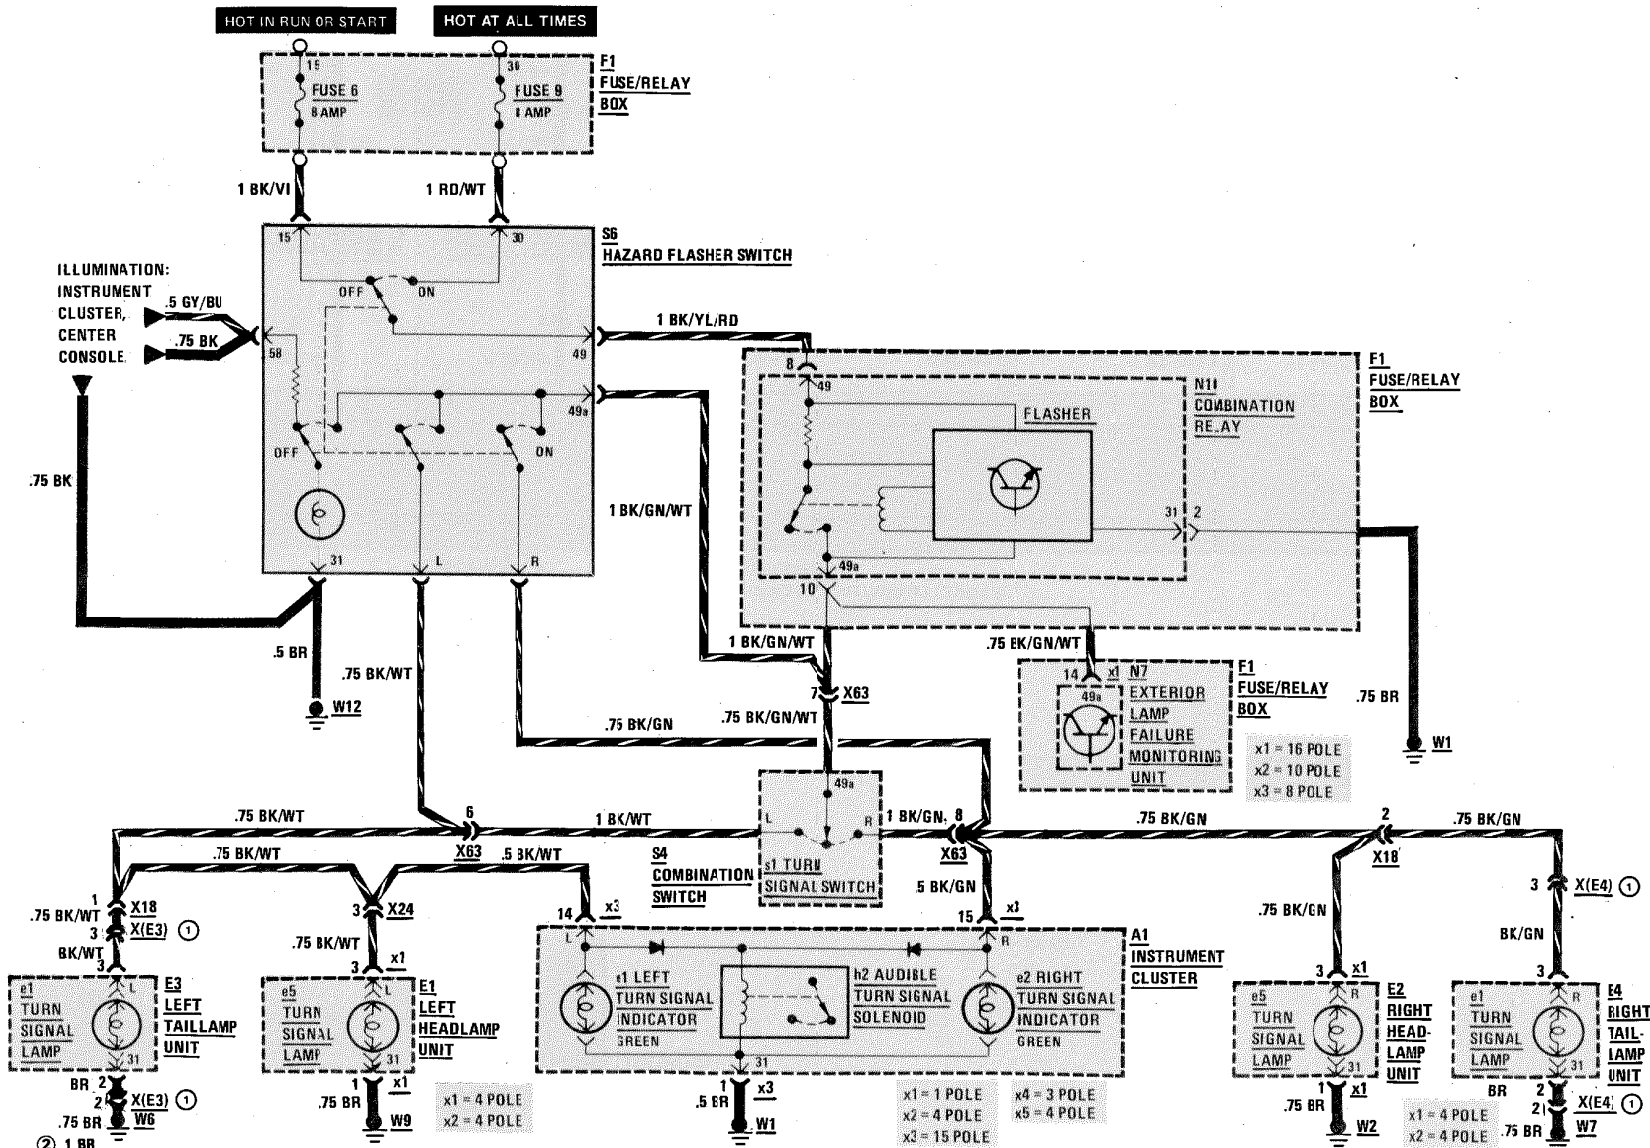 HOT IN RUN OR START
HOT AT ALL TIMES
15
30
F1
FUSE/RELAY
BOX
FUSE 6
8 AMP
FUSE 9
AMP
1 BK/VI
1 RD/WT
15
30
S6
HAZARD FLASHER SWITCH
ILLUMINATION:
INSTRUMENT
CLUSTER,
CENTER
CONSOLE
.5 GY/BU
.75 BK
58
OFF
ON
49
49a
OFF
ON
31
L
R
.75 BK
1 BK/YL/RD
1 BK/GN/WT
F1
FUSE/RELAY
BOX
8
49
N10
COMBINATION
RELAY
FLASHER
31
2
49a
10
.5 BR
W12
.75 BK/WT
.75 BK/GN
1 BK/GN/WT
.75 BK/GN/WT
7
X63
.75 BK/GN/WT
14
x1
N7
EXTERIOR
LAMP
FAILURE
MONITORING
UNIT
49a
F1
FUSE/RELAY
BOX
x1 = 16 POLE
x2 = 10 POLE
x3 = 8 POLE
.75 BR
W1
.75 BK/WT
6
X63
1 BK/WT
49a
L
R
s1 TURN
SIGNAL SWITCH
S4
COMBINATION
SWITCH
1 BK/GN
8
X63
.75 BK/GN
2
X18
.75 BK/GN
.75 BK/WT
.5 BK/WT
.5 BK/GN
1
X18
.75 BK/WT
3
X(E3) ①
BK/WT
3
3
X24
.75 BK/WT
3
x1
14
x3
15
x3
.75 BK/GN
3
x1
3
X(E4) ①
BK/GN
3
e1
TURN
SIGNAL
LAMP
L
31
E3
LEFT
TAILLAMP
UNIT
e5
TURN
SIGNAL
LAMP
L
31
E1
LEFT
HEADLAMP
UNIT
L
R
A1
INSTRUMENT
CLUSTER
e1 LEFT
TURN SIGNAL
INDICATOR
GREEN
h2 AUDIBLE
TURN SIGNAL
SOLENOID
e2 RIGHT
TURN SIGNAL
INDICATOR
GREEN
31
e5
TURN
SIGNAL
LAMP
R
31
E2
RIGHT
HEAD-
LAMP
UNIT
e1
TURN
SIGNAL
LAMP
R
31
E4
RIGHT
TAIL-
LAMP
UNIT
BR 2
2
X(E3) ①
.75 BR
W6
② 1 BR
1
x1
.75 BR
W9
x1 = 4 POLE
x2 = 4 POLE
1
x3
.5 BR
W1
x1 = 1 POLE
x2 = 4 POLE
x3 = 15 POLE
x4 = 3 POLE
x5 = 4 POLE
1
x1
.75 BR
W2
x1 = 4 POLE
x2 = 4 POLE
BR
2
2
X(E4) ①
.75 BR
W7